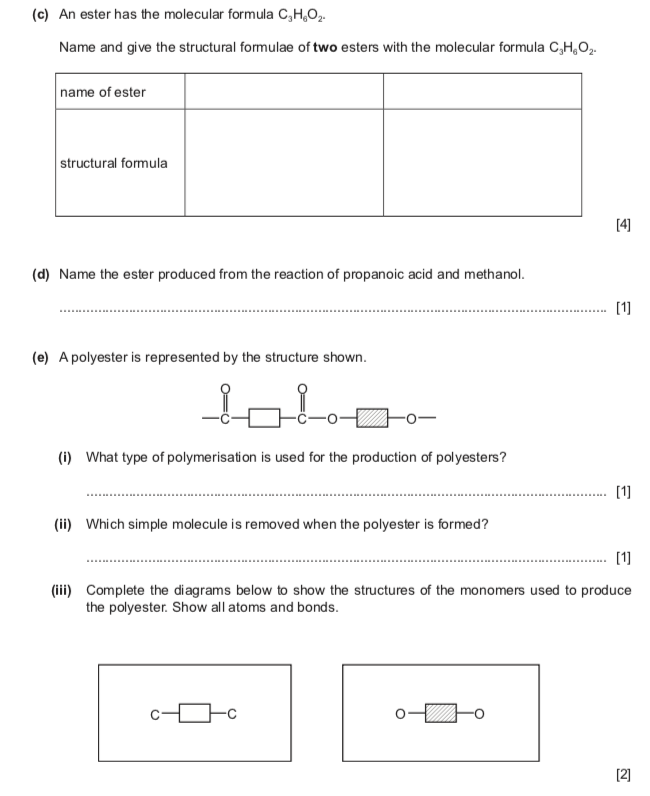 (c) An ester has the molecular formula C₃H₆O₂.
Name and give the structural formulae of two esters with the molecular formula C₃H₆O₂.
name of ester
structural formula
[4]
(d) Name the ester produced from the reaction of propanoic acid and methanol.
[1]
(e) A polyester is represented by the structure shown.
O O
C C O O
(i) What type of polymerisation is used for the production of polyesters?
[1]
(ii) Which simple molecule is removed when the polyester is formed?
[1]
(iii) Complete the diagrams below to show the structures of the monomers used to produce
the polyester. Show all atoms and bonds.
C C O O
[2]